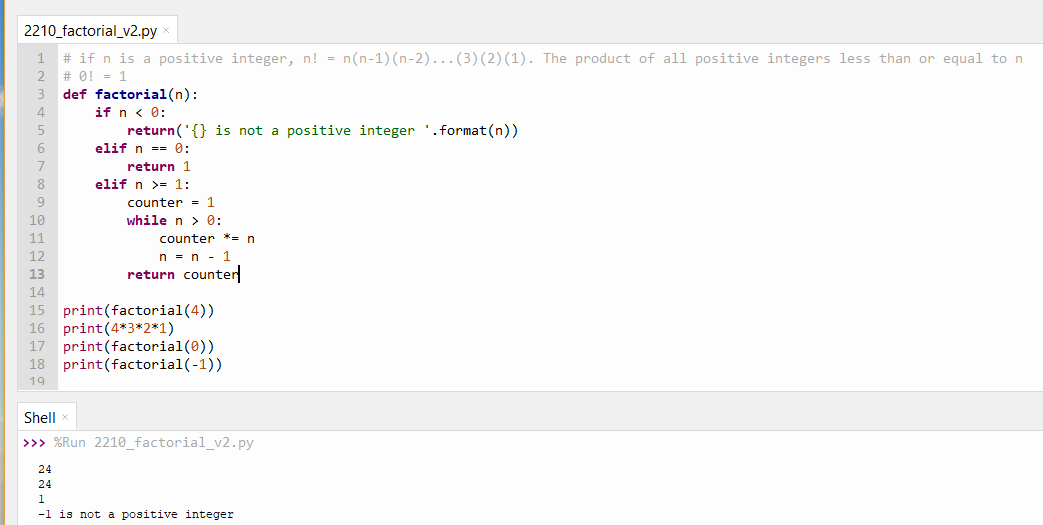 2210_factorial_v2.py ×
1 # if n is a positive integer, n! = n(n-1)(n-2)...(3)(2)(1). The product of all positive integers less than or equal to n
2 # 0! = 1
3 def factorial(n):
4     if n < 0:
5         return('{} is not a positive integer '.format(n))
6     elif n == 0:
7         return 1
8     elif n >= 1:
9         counter = 1
10         while n > 0:
11             counter *= n
12             n = n - 1
13         return counter
14
15 print(factorial(4))
16 print(4*3*2*1)
17 print(factorial(0))
18 print(factorial(-1))
19
Shell ×
>>> %Run 2210_factorial_v2.py
24
24
1
-1 is not a positive integer